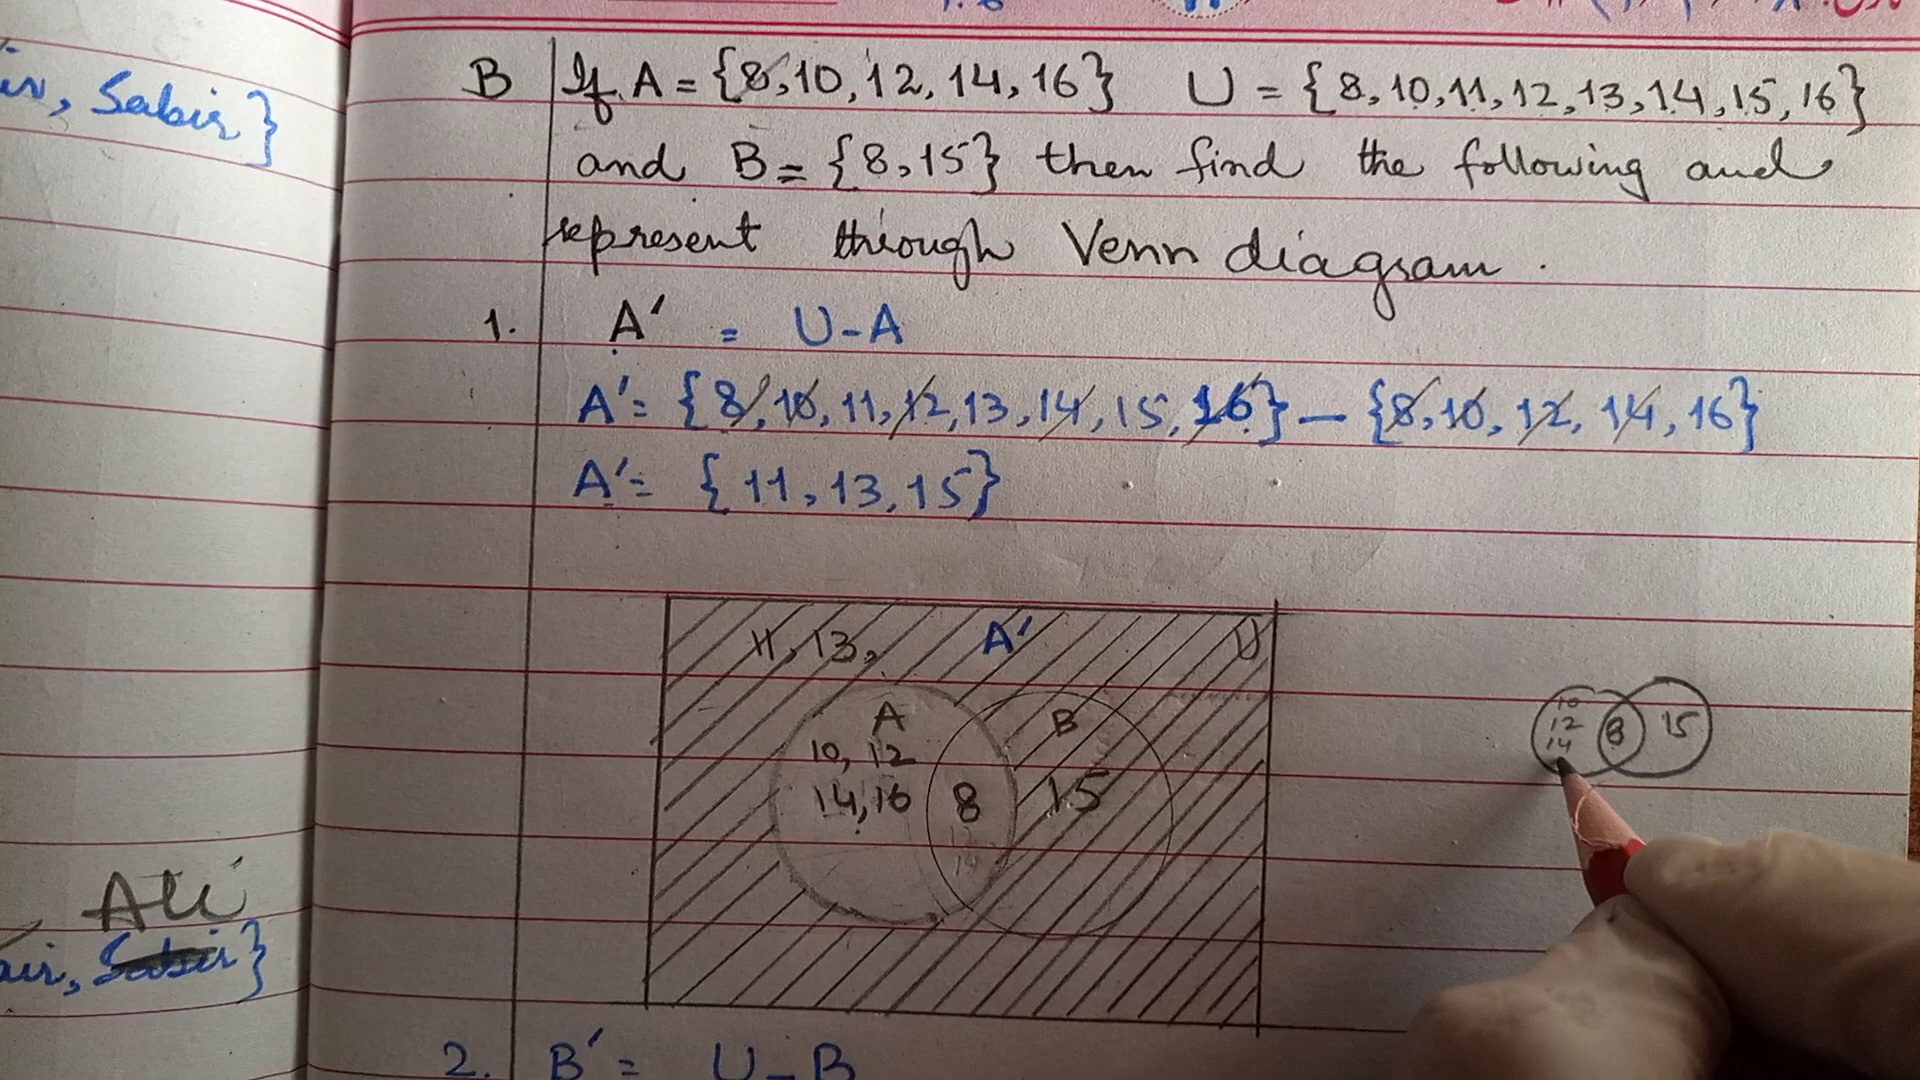 in, Sabir}
B If A = {8, 10, 12, 14, 16} U = {8, 10, 11, 12, 13, 14, 15, 16}
and B = {8, 15} then find the following and
represent through Venn diagram.
1. A' = U - A
A' = {8, 10, 11, 12, 13, 14, 15, 16} - {8, 10, 12, 14, 16}
A' = {11, 13, 15}
11, 13, A' U
A B
10, 12
14, 16 8 15
10
12 8 15
14
Ali
air, Sabir}
2. B' = U - B